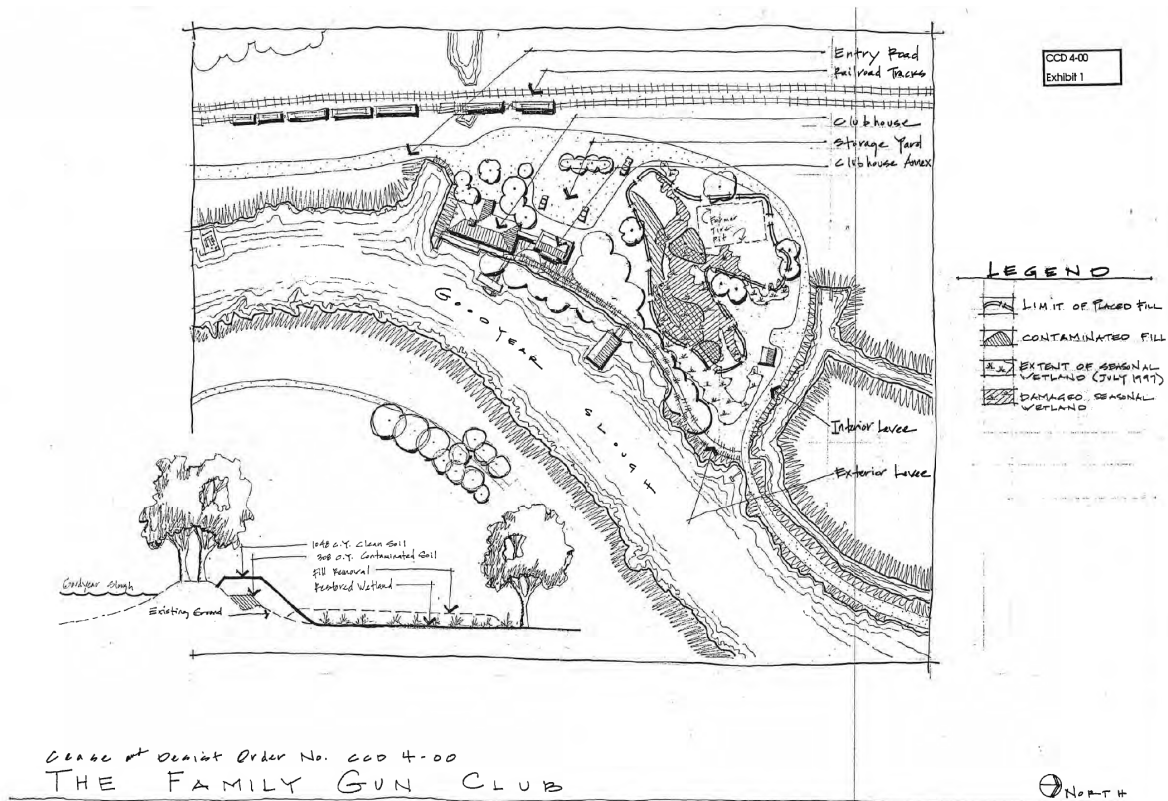 CCD 4-00
Exhibit 1
Entry Road
Railroad Tracks
Clubhouse
Storage Yard
Clubhouse Annex
Former
Pit
LEGEND
LIMIT OF PLACED FILL
CONTAMINATED FILL
EXTENT OF SEASONAL
WETLAND (JULY 1997)
DAMAGED SEASONAL
WETLAND
GOODYEAR
SLOUGH
Interior Levee
Exterior Levee
1048 C.Y. Clean Soil
308 C.Y. Contaminated Soil
Fill Removal
Restored Wetland
Goodyear Slough
Existing Ground
Cease and Desist Order No. CCD 4-00
THE FAMILY GUN CLUB
NORTH